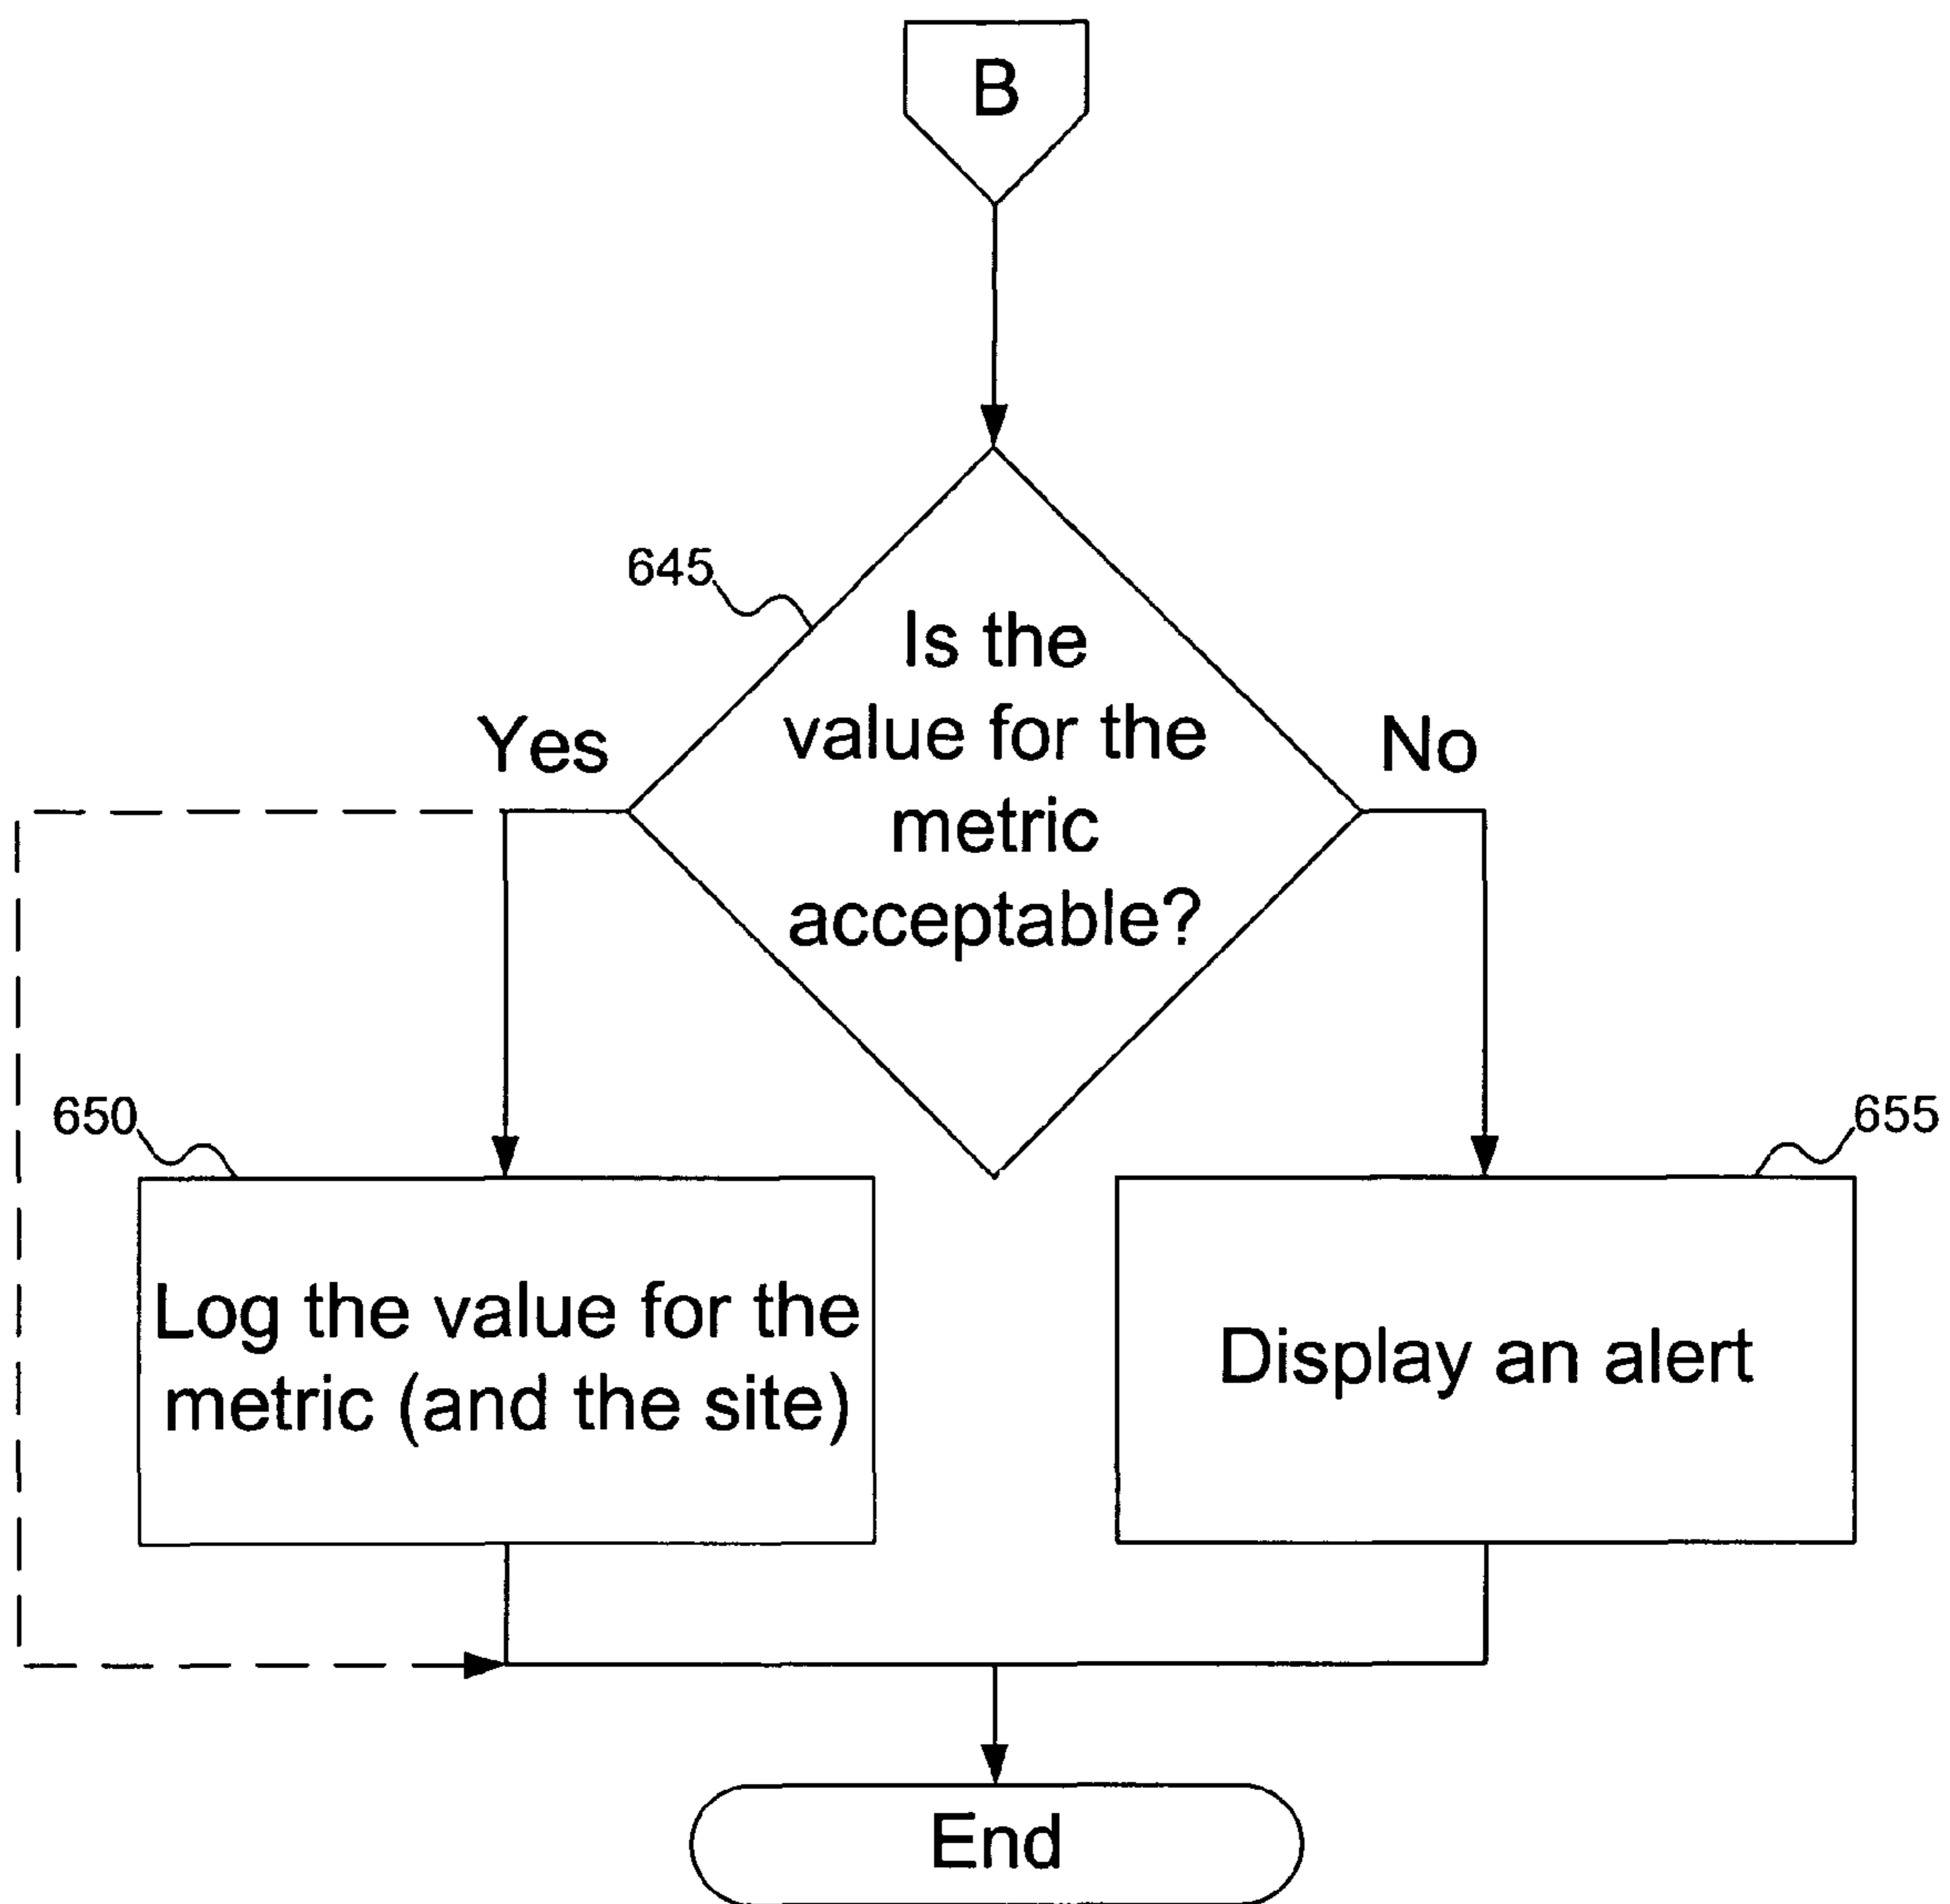 B
645
Is the
value for the
metric
acceptable?
Yes
No
650
655
Log the value for the
metric (and the site)
Display an alert
End